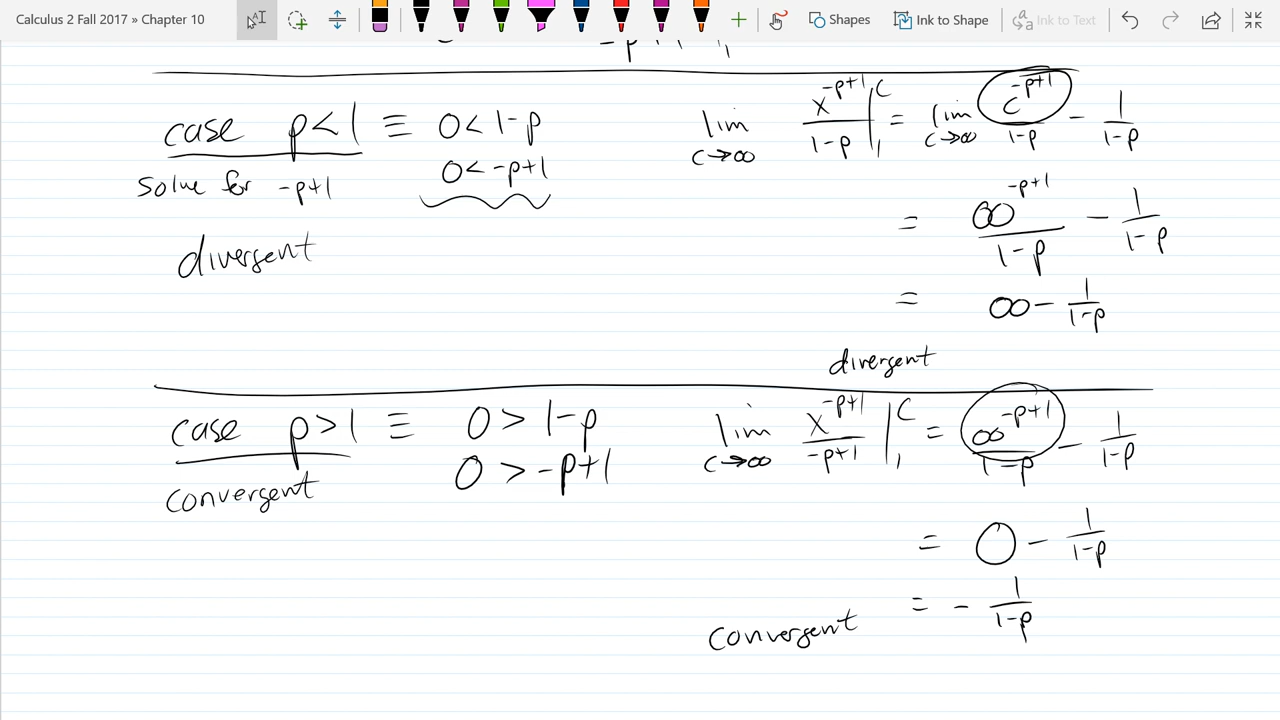 Calculus 2 Fall 2017 » Chapter 10
Shapes
Ink to Shape
Ink to Text
case p<1 ≡ 0<1-p
0<-p+1
solve for -p+1
divergent
lim c→∞ x^{-p+1}/(1-p) |_1^c = lim c→∞ c^{-p+1}/(1-p) - 1/(1-p)
= ∞^{-p+1}/(1-p) - 1/(1-p)
= ∞ - 1/(1-p)
divergent
case p>1 ≡ 0>1-p
0>-p+1
convergent
lim c→∞ x^{-p+1}/(-p+1) |_1^c = ∞^{-p+1}/(1-p) - 1/(1-p)
= 0 - 1/(1-p)
= - 1/(1-p)
convergent